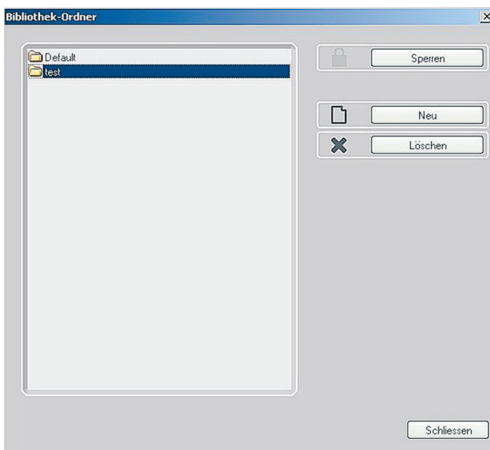 Bibliothek-Ordner
Default
test
Sperren
Neu
Löschen
Schliessen